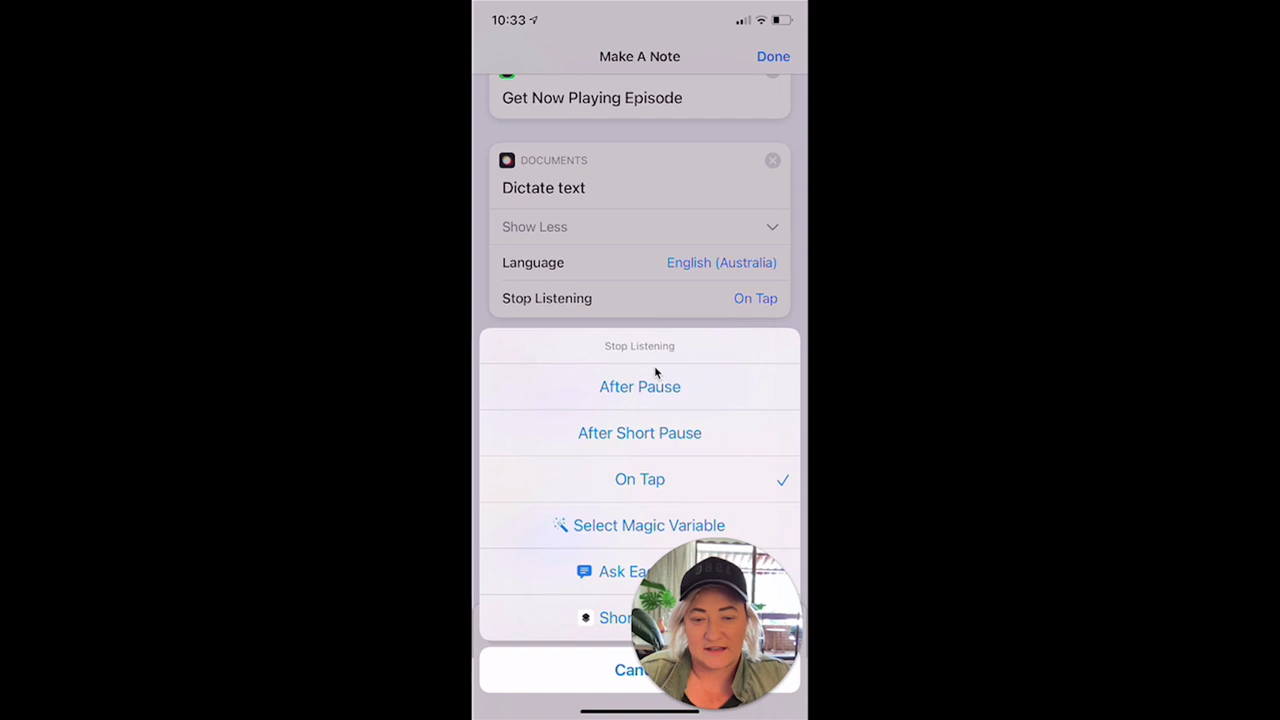 10:33
Make A Note
Done
Get Now Playing Episode
DOCUMENTS
Dictate text
Show Less
Language
English (Australia)
Stop Listening
On Tap
Stop Listening
After Pause
After Short Pause
On Tap
Select Magic Variable
Ask